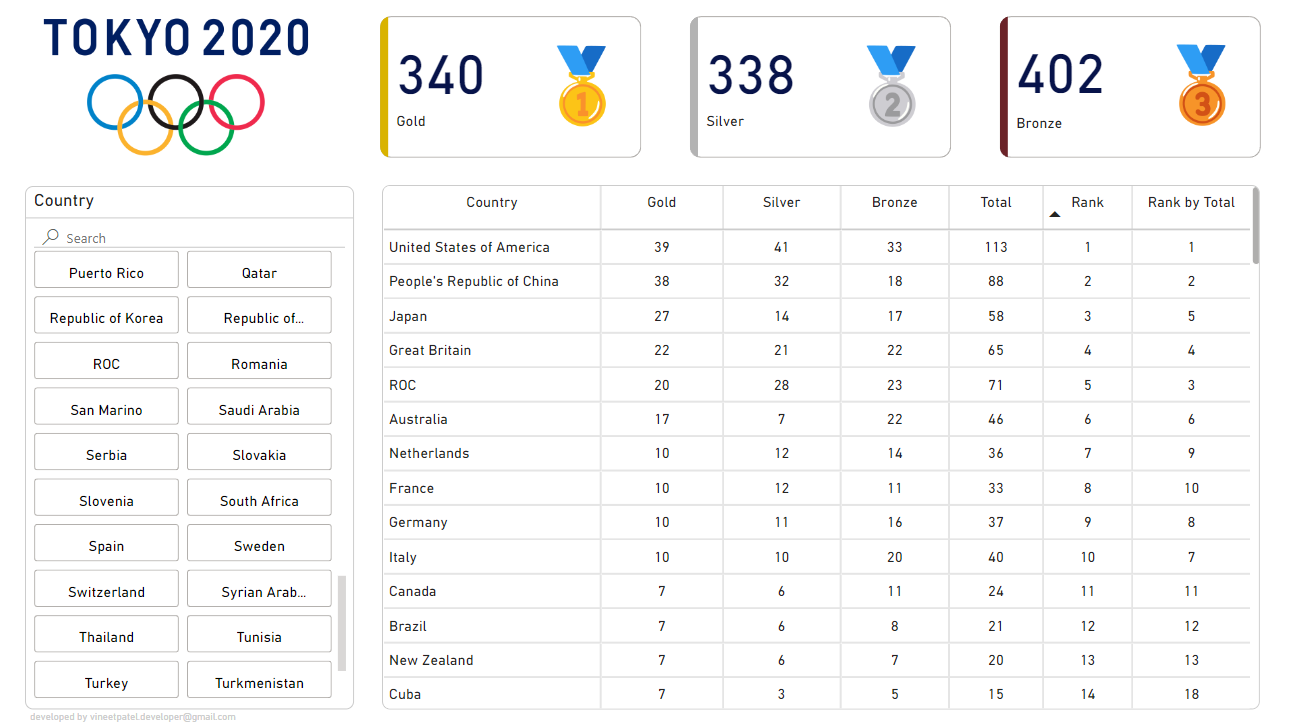 TOKYO 2020
340
Gold
1
338
Silver
2
402
Bronze
3
Country
Search
Puerto Rico Qatar
Republic of Korea Republic of...
ROC Romania
San Marino Saudi Arabia
Serbia Slovakia
Slovenia South Africa
Spain Sweden
Switzerland Syrian Arab...
Thailand Tunisia
Turkey Turkmenistan
Country Gold Silver Bronze Total Rank Rank by Total
United States of America 39 41 33 113 1 1
People's Republic of China 38 32 18 88 2 2
Japan 27 14 17 58 3 5
Great Britain 22 21 22 65 4 4
ROC 20 28 23 71 5 3
Australia 17 7 22 46 6 6
Netherlands 10 12 14 36 7 9
France 10 12 11 33 8 10
Germany 10 11 16 37 9 8
Italy 10 10 20 40 10 7
Canada 7 6 11 24 11 11
Brazil 7 6 8 21 12 12
New Zealand 7 6 7 20 13 13
Cuba 7 3 5 15 14 18
developed by vineetpatel.developer@gmail.com